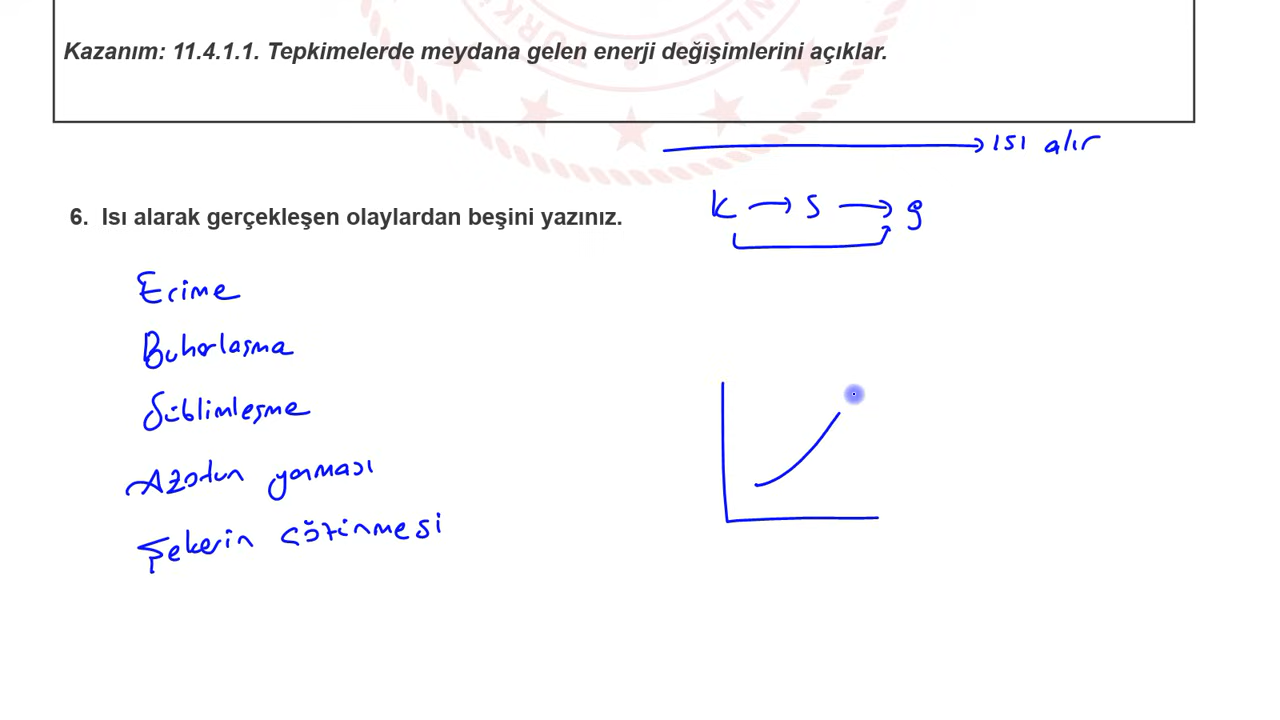 Kazanım: 11.4.1.1. Tepkimelerde meydana gelen enerji değişimlerini açıklar.
ısı alır
6. Isı alarak gerçekleşen olaylardan beşini yazınız.
k → s → g
Erime
Buharlaşma
Süblimleşme
Azotun yanması
Şekerin çözünmesi